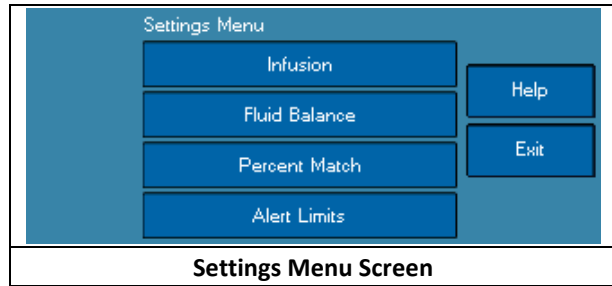 Settings Menu
Infusion
Help
Fluid Balance
Exit
Percent Match
Alert Limits
Settings Menu Screen